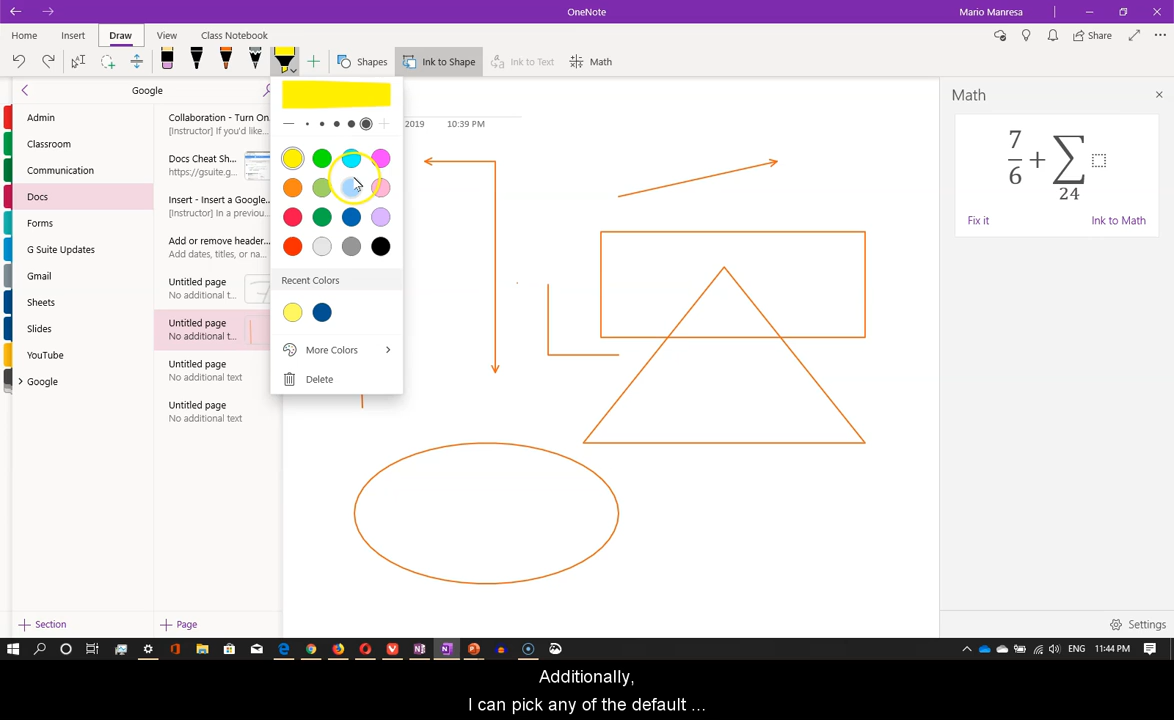 OneNote
Mario Manresa
Home Insert Draw View Class Notebook
Share
Shapes Ink to Shape Ink to Text Math
Google
Admin
Classroom
Communication
Docs
Forms
G Suite Updates
Gmail
Sheets
Slides
YouTube
Google
Section
Collaboration - Turn On...
[Instructor] If you'd like...
Docs Cheat Sh...
https://gsuite.g...
Insert - Insert a Google...
[Instructor] In a previou...
Add or remove header...
Add dates, titles, or na...
Untitled page
No additional t...
Untitled page
No additional t...
Untitled page
No additional text
Untitled page
No additional text
Page
Recent Colors
More Colors
Delete
2019 10:39 PM
Math
7/6 + ∑ 24
Fix it Ink to Math
Settings
ENG 11:44 PM
Additionally,
I can pick any of the default ...